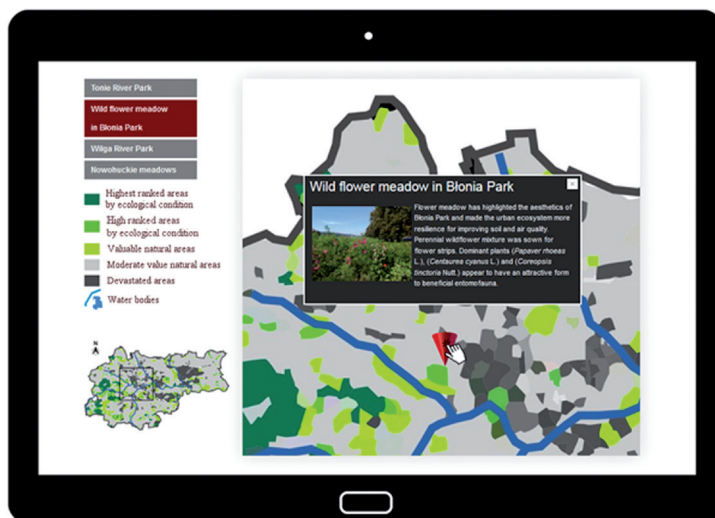 Tonie River Park
Wild flower meadow
in Błonia Park
Wilga River Park
Nowohuckie meadows
Highest ranked areas
by ecological condition
High ranked areas
by ecological condition
Valuable natural areas
Moderate value natural areas
Devastated areas
Water bodies
N
Wild flower meadow in Błonia Park
x
Flower meadow has highlighted the aesthetics of
Błonia Park and made the urban ecosystem more
resilience for improving soil and air quality.
Perennial wildflower mixture was sown for
flower strips. Dominant plants (Papaver rhoeas
L.), (Centaurea cyanus L.) and (Coreopsis
tinctoria Nutt.) appear to have an attractive form
to beneficial entomofauna.